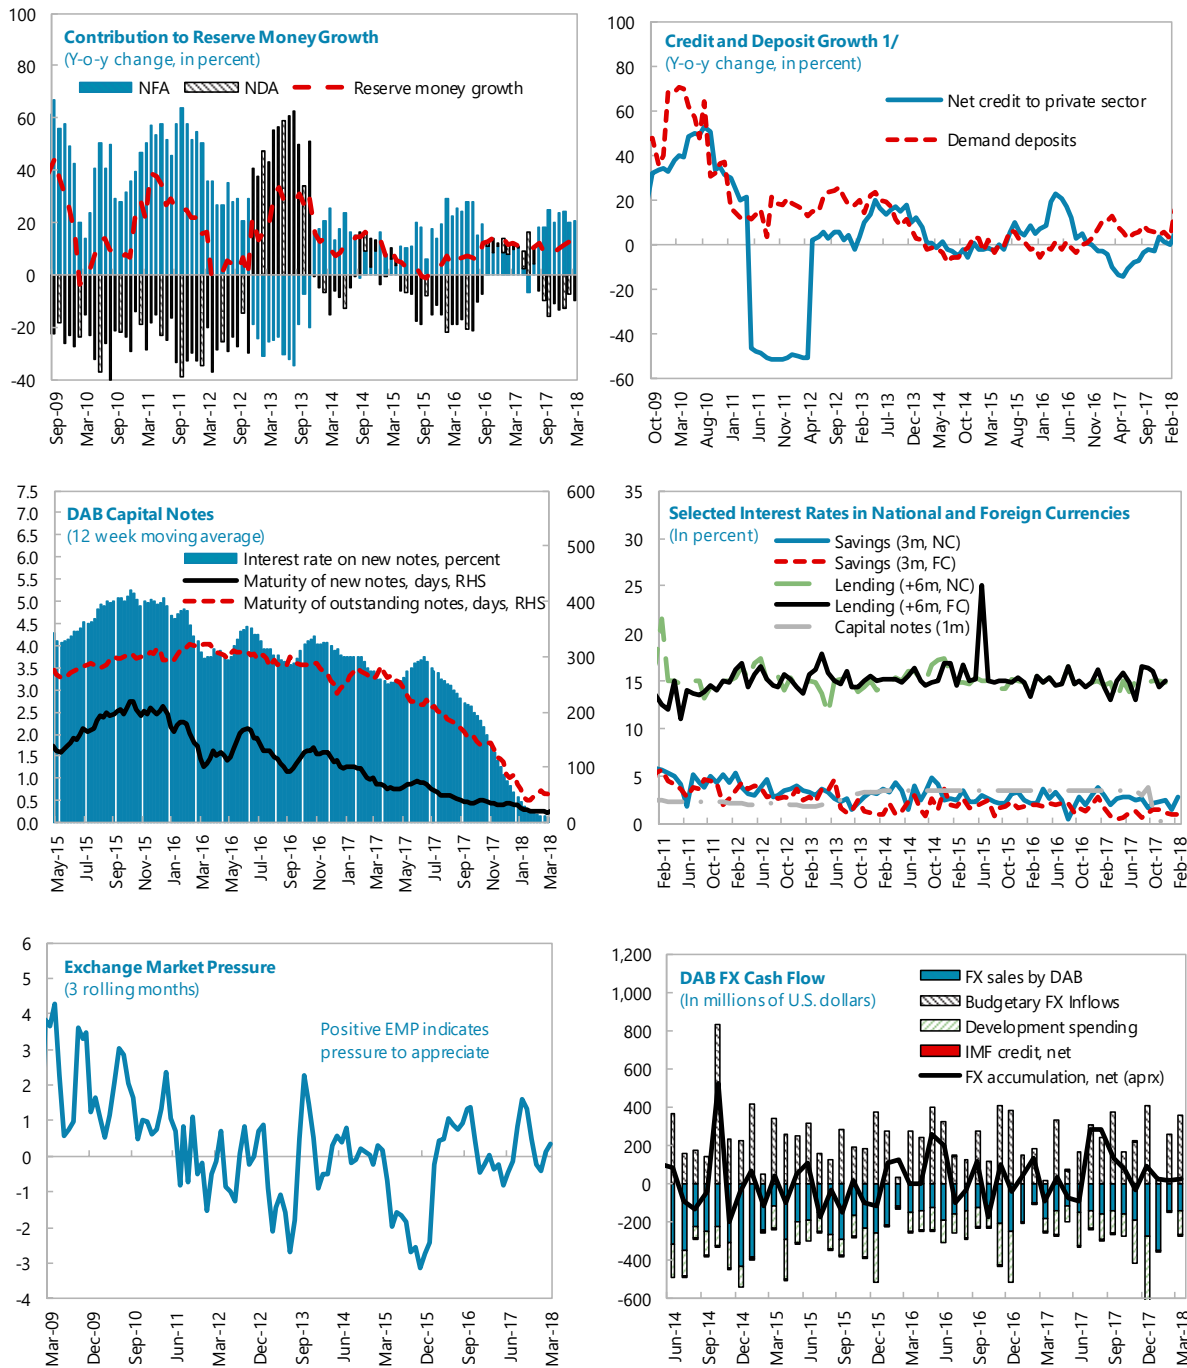 Contribution to Reserve Money Growth
(Y-o-y change, in percent)
NFA
NDA
Reserve money growth
100
80
60
40
20
0
-20
-40
Sep-09
Mar-10
Sep-10
Mar-11
Sep-11
Mar-12
Sep-12
Mar-13
Sep-13
Mar-14
Sep-14
Mar-15
Sep-15
Mar-16
Sep-16
Mar-17
Sep-17
Mar-18
Credit and Deposit Growth 1/
(Y-o-y change, in percent)
Net credit to private sector
Demand deposits
100
80
60
40
20
0
-20
-40
-60
Oct-09
Mar-10
Aug-10
Jan-11
Jun-11
Nov-11
Apr-12
Sep-12
Feb-13
Jul-13
Dec-13
May-14
Oct-14
Mar-15
Aug-15
Jan-16
Jun-16
Nov-16
Apr-17
Sep-17
Feb-18
DAB Capital Notes
(12 week moving average)
Interest rate on new notes, percent
Maturity of new notes, days, RHS
Maturity of outstanding notes, days, RHS
7.5
7.0
6.5
6.0
5.5
5.0
4.5
4.0
3.5
3.0
2.5
2.0
1.5
1.0
0.5
0.0
600
500
400
300
200
100
0
May-15
Jul-15
Sep-15
Nov-15
Jan-16
Mar-16
May-16
Jul-16
Sep-16
Nov-16
Jan-17
Mar-17
May-17
Jul-17
Sep-17
Nov-17
Jan-18
Mar-18
Selected Interest Rates in National and Foreign Currencies
(In percent)
Savings (3m, NC)
Savings (3m, FC)
Lending (+6m, NC)
Lending (+6m, FC)
Capital notes (1m)
35
30
25
20
15
10
5
0
Feb-11
Jun-11
Oct-11
Feb-12
Jun-12
Oct-12
Feb-13
Jun-13
Oct-13
Feb-14
Jun-14
Oct-14
Feb-15
Jun-15
Oct-15
Feb-16
Jun-16
Oct-16
Feb-17
Jun-17
Oct-17
Feb-18
Exchange Market Pressure
(3 rolling months)
Positive EMP indicates
pressure to appreciate
6
5
4
3
2
1
0
-1
-2
-3
-4
Mar-09
Dec-09
Sep-10
Jun-11
Mar-12
Dec-12
Sep-13
Jun-14
Mar-15
Dec-15
Sep-16
Jun-17
Mar-18
DAB FX Cash Flow
(In millions of U.S. dollars)
FX sales by DAB
Budgetary FX Inflows
Development spending
IMF credit, net
FX accumulation, net (aprx)
1,200
1,000
800
600
400
200
0
-200
-400
-600
Jun-14
Sep-14
Dec-14
Mar-15
Jun-15
Sep-15
Dec-15
Mar-16
Jun-16
Sep-16
Dec-16
Mar-17
Jun-17
Sep-17
Dec-17
Mar-18